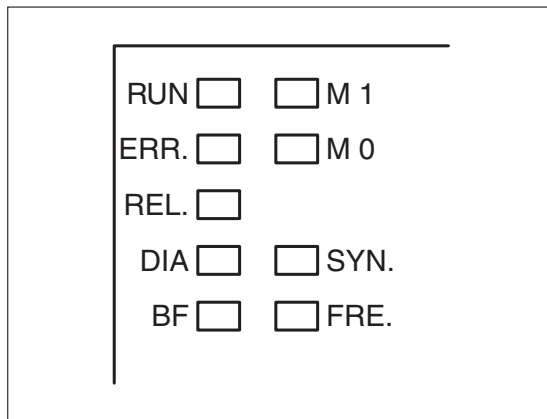 RUN M 1
ERR. M 0
REL.
DIA SYN.
BF FRE.